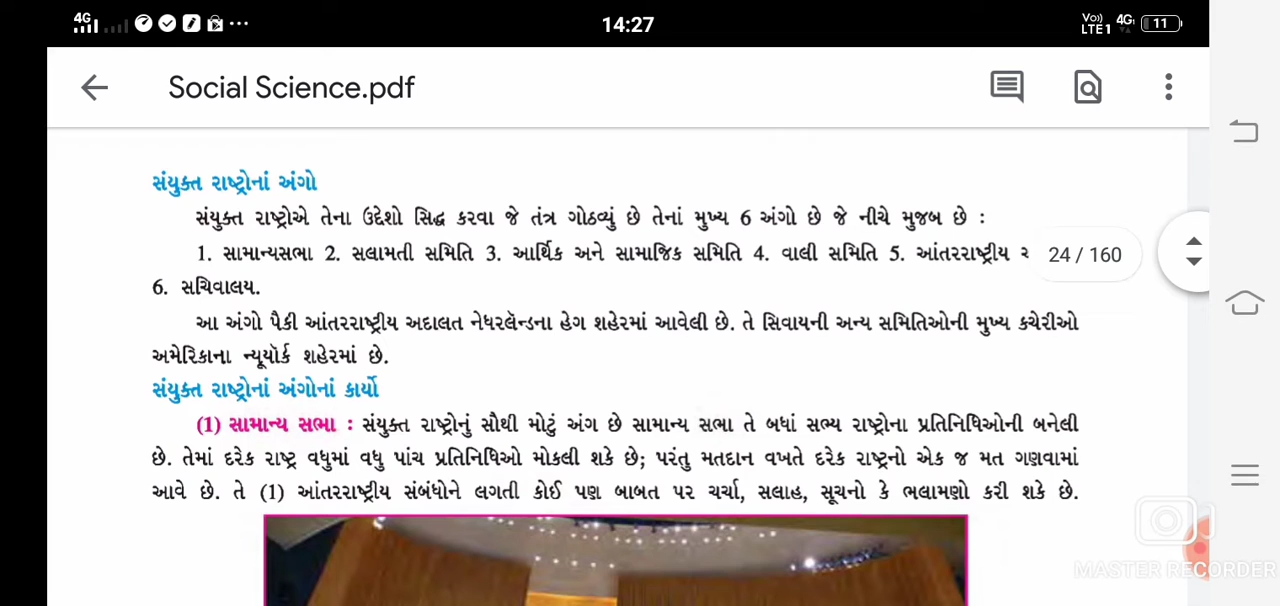 4G
14:27
Vo)) LTE1 4G 11
Social Science.pdf
સંયુક્ત રાષ્ટ્રોનાં અંગો
સંયુક્ત રાષ્ટ્રોએ તેના ઉદ્દેશો સિદ્ધ કરવા જે તંત્ર ગોઠવ્યું છે તેનાં મુખ્ય 6 અંગો છે જે નીચે મુજબ છે :
1. સામાન્યસભા 2. સલામતી સમિતિ 3. આર્થિક અને સામાજિક સમિતિ 4. વાલી સમિતિ 5. આંતરરાષ્ટ્રીય
24 / 160
6. સચિવાલય.
આ અંગો પૈકી આંતરરાષ્ટ્રીય અદાલત નેધરલૅન્ડના હેગ શહેરમાં આવેલી છે. તે સિવાયની અન્ય સમિતિઓની મુખ્ય કચેરીઓ
અમેરિકાના ન્યૂયૉર્ક શહેરમાં છે.
સંયુક્ત રાષ્ટ્રોનાં અંગોનાં કાર્યો
(1) સામાન્ય સભા : સંયુક્ત રાષ્ટ્રોનું સૌથી મોટું અંગ છે સામાન્ય સભા તે બધાં સભ્ય રાષ્ટ્રોના પ્રતિનિધિઓની બનેલી
છે. તેમાં દરેક રાષ્ટ્ર વધુમાં વધુ પાંચ પ્રતિનિધિઓ મોકલી શકે છે; પરંતુ મતદાન વખતે દરેક રાષ્ટ્રનો એક જ મત ગણવામાં
આવે છે. તે (1) આંતરરાષ્ટ્રીય સંબંધોને લગતી કોઈ પણ બાબત પર ચર્ચા, સલાહ, સૂચનો કે ભલામણો કરી શકે છે.
MASTER RECORDER